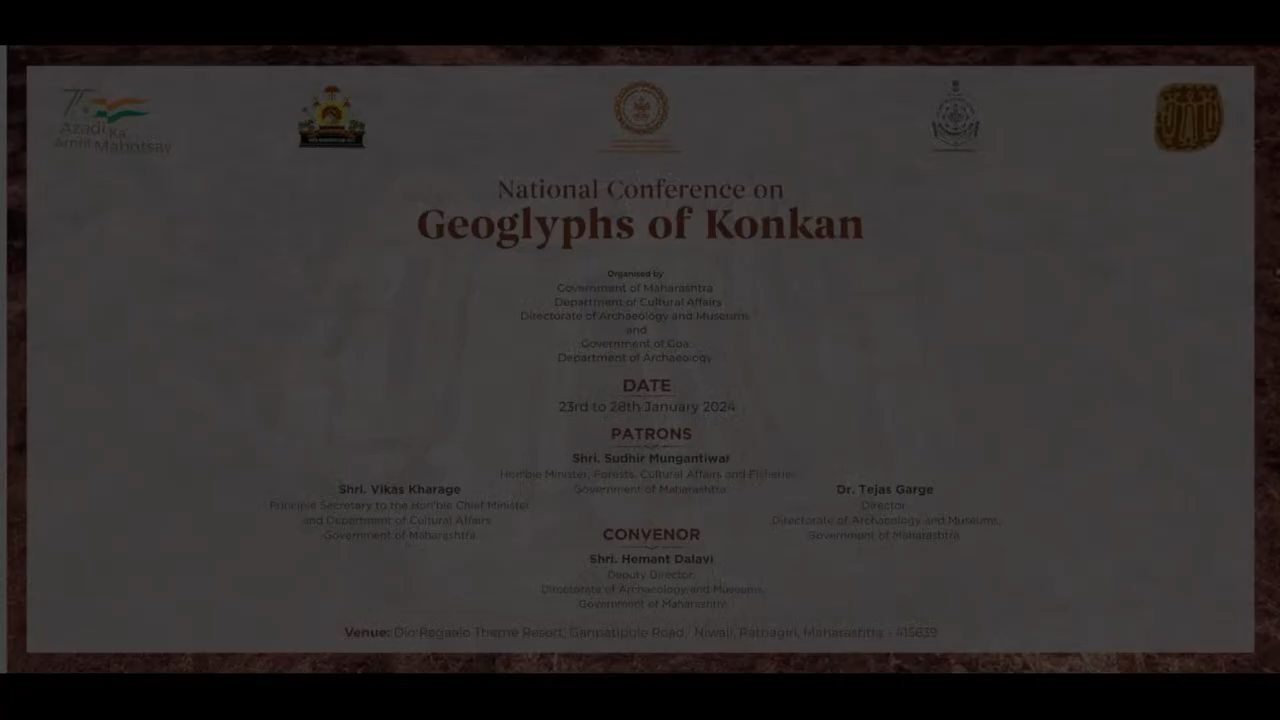 75
Azadi Ka
Amrit Mahotsav
National Conference on
Geoglyphs of Konkan
Organised by
Government of Maharashtra
Department of Cultural Affairs
Directorate of Archaeology and Museums
and
Government of Goa
Department of Archaeology
DATE
23rd to 28th January 2024
PATRONS
Shri. Sudhir Mungantiwar
Hon'ble Minister, Forests, Cultural Affairs and Fisheries
Government of Maharashtra
Shri. Vikas Kharage
Principle Secretary to the Hon'ble Chief Minister
and Department of Cultural Affairs
Government of Maharashtra
Dr. Tejas Garge
Director
Directorate of Archaeology and Museums,
Government of Maharashtra
CONVENOR
Shri. Hemant Dalavi
Deputy Director,
Directorate of Archaeology and Museums,
Government of Maharashtra
Venue: Din Regaalo Theme Resort, Ganpatipule Road, Niwali, Ratnagiri, Maharashtra - 415639